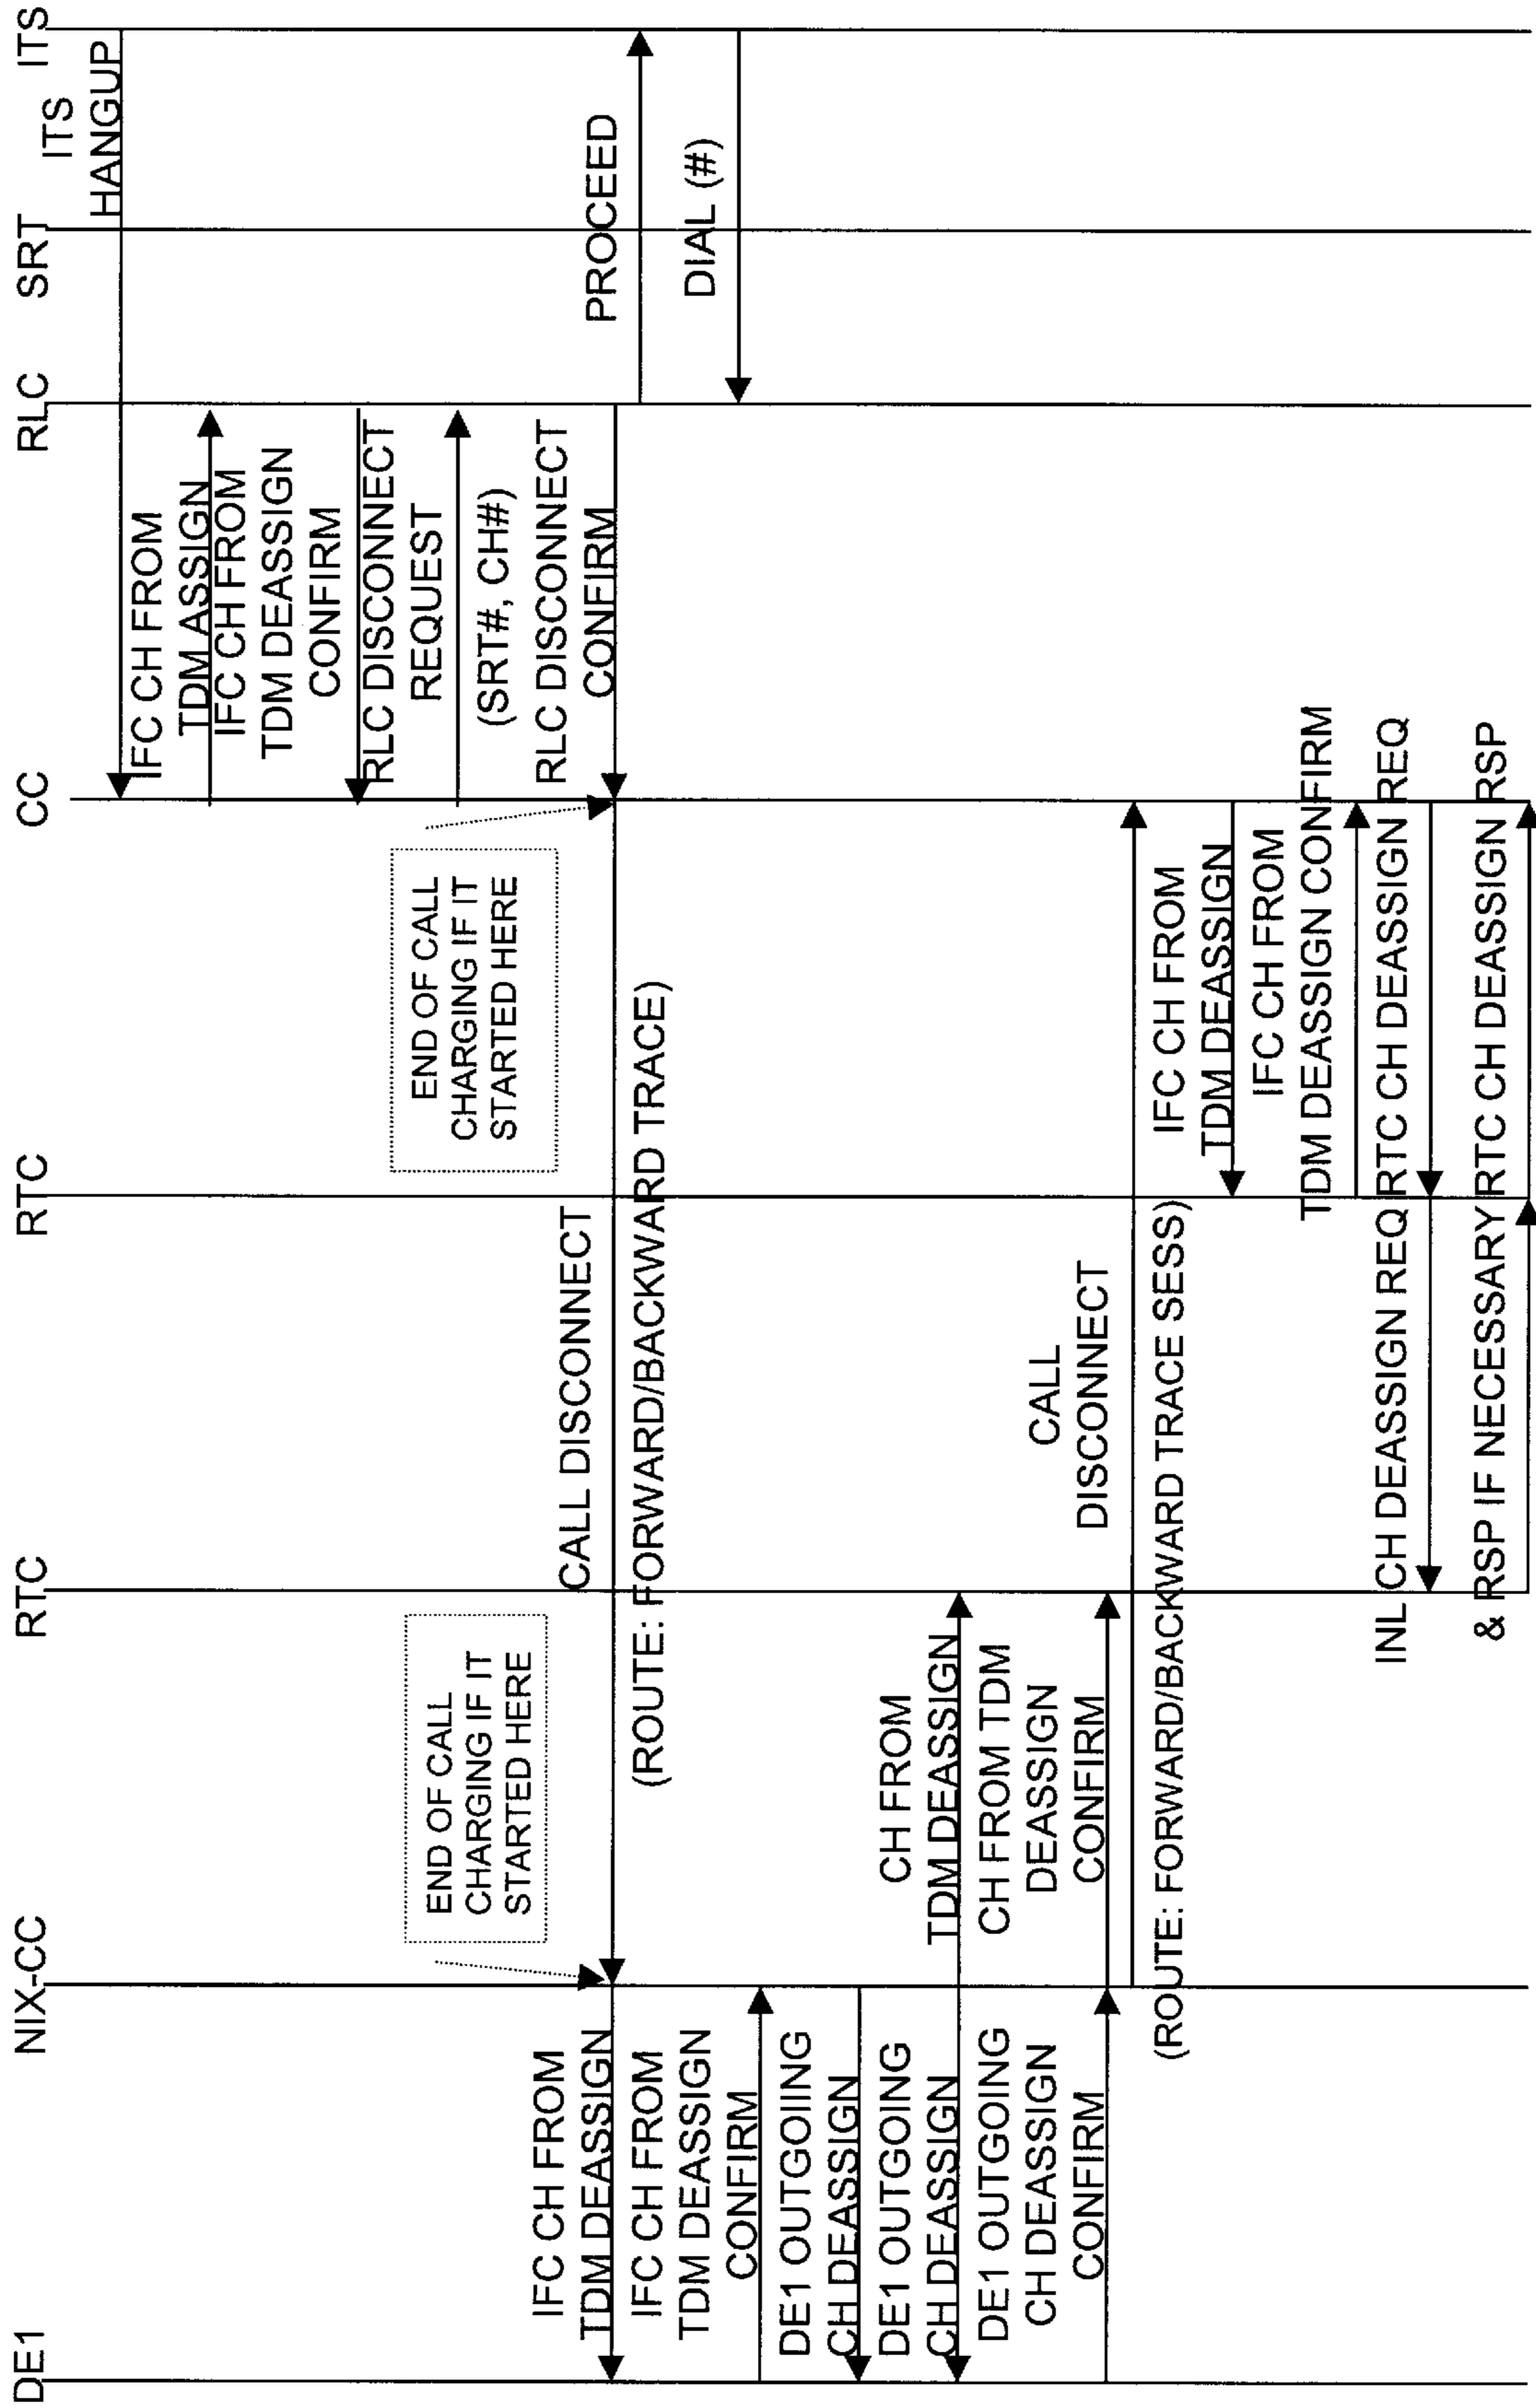 DE1
NIX-CC
RTC
RTC
CC
RLC
SRT
ITS
ITS
HANGUP
IFC CH FROM
TDM ASSIGN
IFC CH FROM
TDM DEASSIGN
CONFIRM
RLC DISCONNECT
REQUEST
(SRT#, CH#)
RLC DISCONNECT
CONFIRM
PROCEED
DIAL (#)
END OF CALL
CHARGING IF IT
STARTED HERE
END OF CALL
CHARGING IF IT
STARTED HERE
CALL DISCONNECT
(ROUTE: FORWARD/BACKWARD TRACE)
IFC CH FROM
TDM DEASSIGN
IFC CH FROM
TDM DEASSIGN
CONFIRM
DE1 OUTGOIING
CH DEASSIGN
DE1 OUTGOING
CH DEASSIGN
DE1 OUTGOING
CH DEASSIGN
CONFIRM
CH FROM
TDM DEASSIGN
CH FROM TDM
DEASSIGN
CONFIRM
CALL
DISCONNECT
(ROUTE: FORWARD/BACKWARD TRACE SESS)
IFC CH FROM
TDM DEASSIGN
IFC CH FROM
TDM DEASSIGN CONFIRM
INL CH DEASSIGN REQ
RTC CH DEASSIGN REQ
& RSP IF NECESSARY
RTC CH DEASSIGN RSP